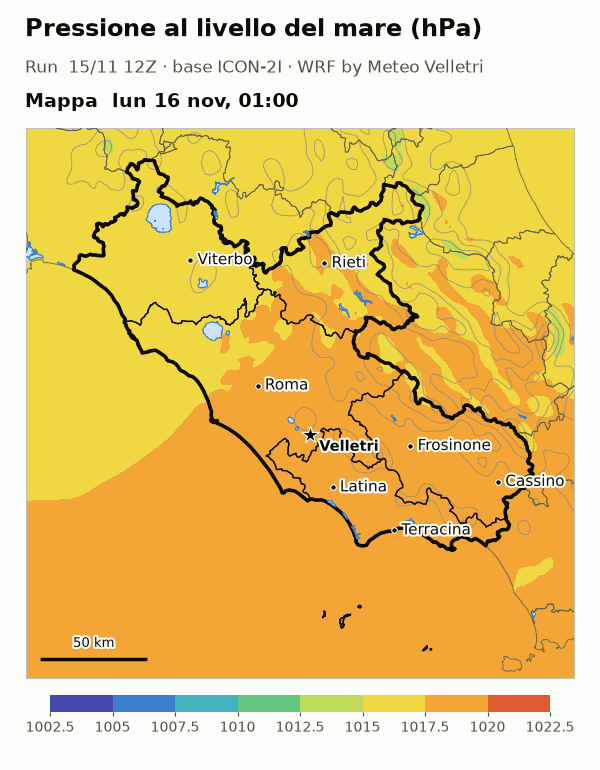 Pressione al livello del mare (hPa)
Run  15/11 12Z · base ICON-2I · WRF by Meteo Velletri
Mappa  lun 16 nov, 01:00
Viterbo
Rieti
Roma
Velletri
Frosinone
Latina
Cassino
Terracina
50 km
1002.5 1005 1007.5 1010 1012.5 1015 1017.5 1020 1022.5